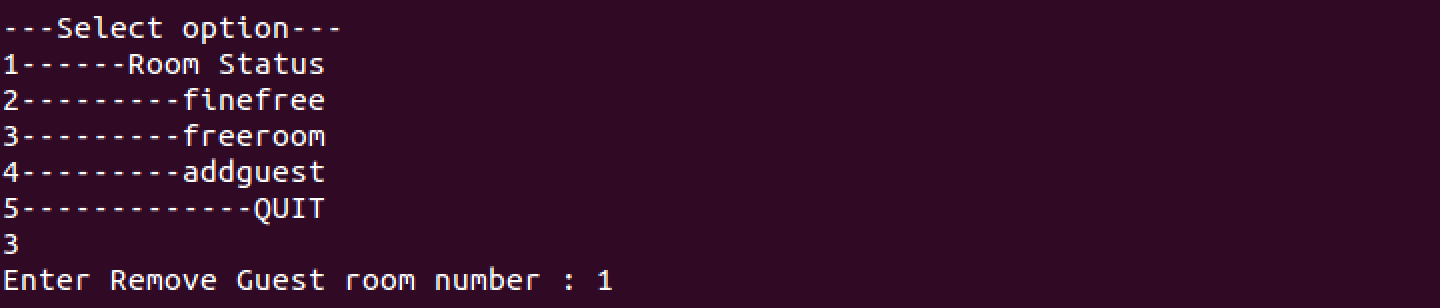 ---Select option---
1------Room Status
2---------finefree
3---------freeroom
4---------addguest
5-------------QUIT
3
Enter Remove Guest room number : 1